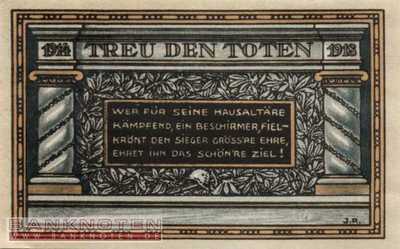 1914 TREU DEN TOTEN 1918
WER FÜR SEINE HAUSALTÄRE
KÄMPFEND, EIN BESCHIRMER, FIEL-
KRÖNT DEN SIEGER GRÖSS'RE EHRE,
EHRET IHN DAS SCHÖN'RE ZIEL!
J.R.
BANKNOTEN
WWW.BANKNOTEN.DE